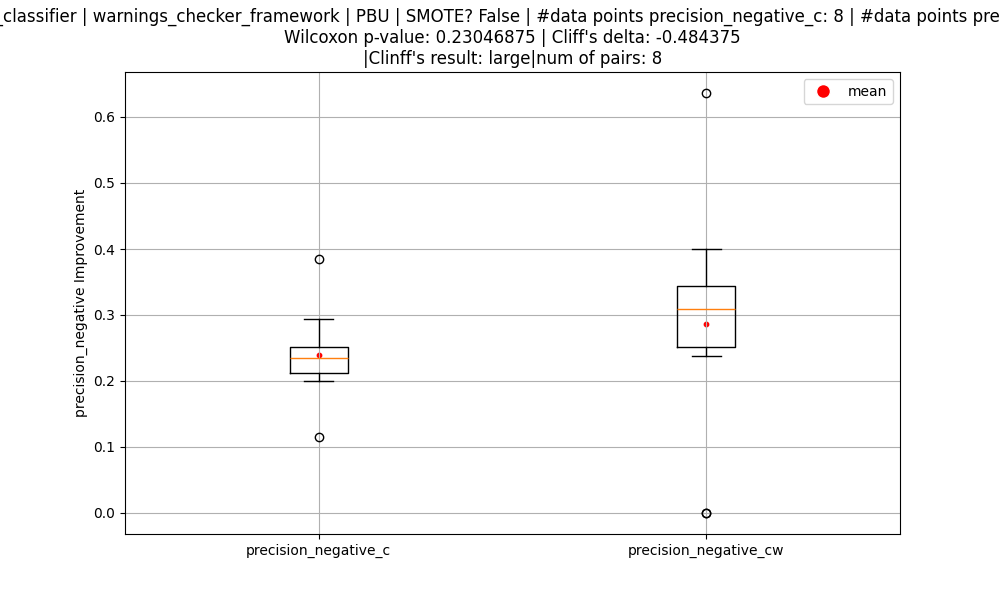 _classifier | warnings_checker_framework | PBU | SMOTE? False | #data points precision_negative_c: 8 | #data points pre
Wilcoxon p-value: 0.23046875 | Cliff's delta: -0.484375
|Clinff's result: large|num of pairs: 8
mean
0.6
0.5
0.4
0.3
0.2
0.1
0.0
precision_negative Improvement
precision_negative_c
precision_negative_cw